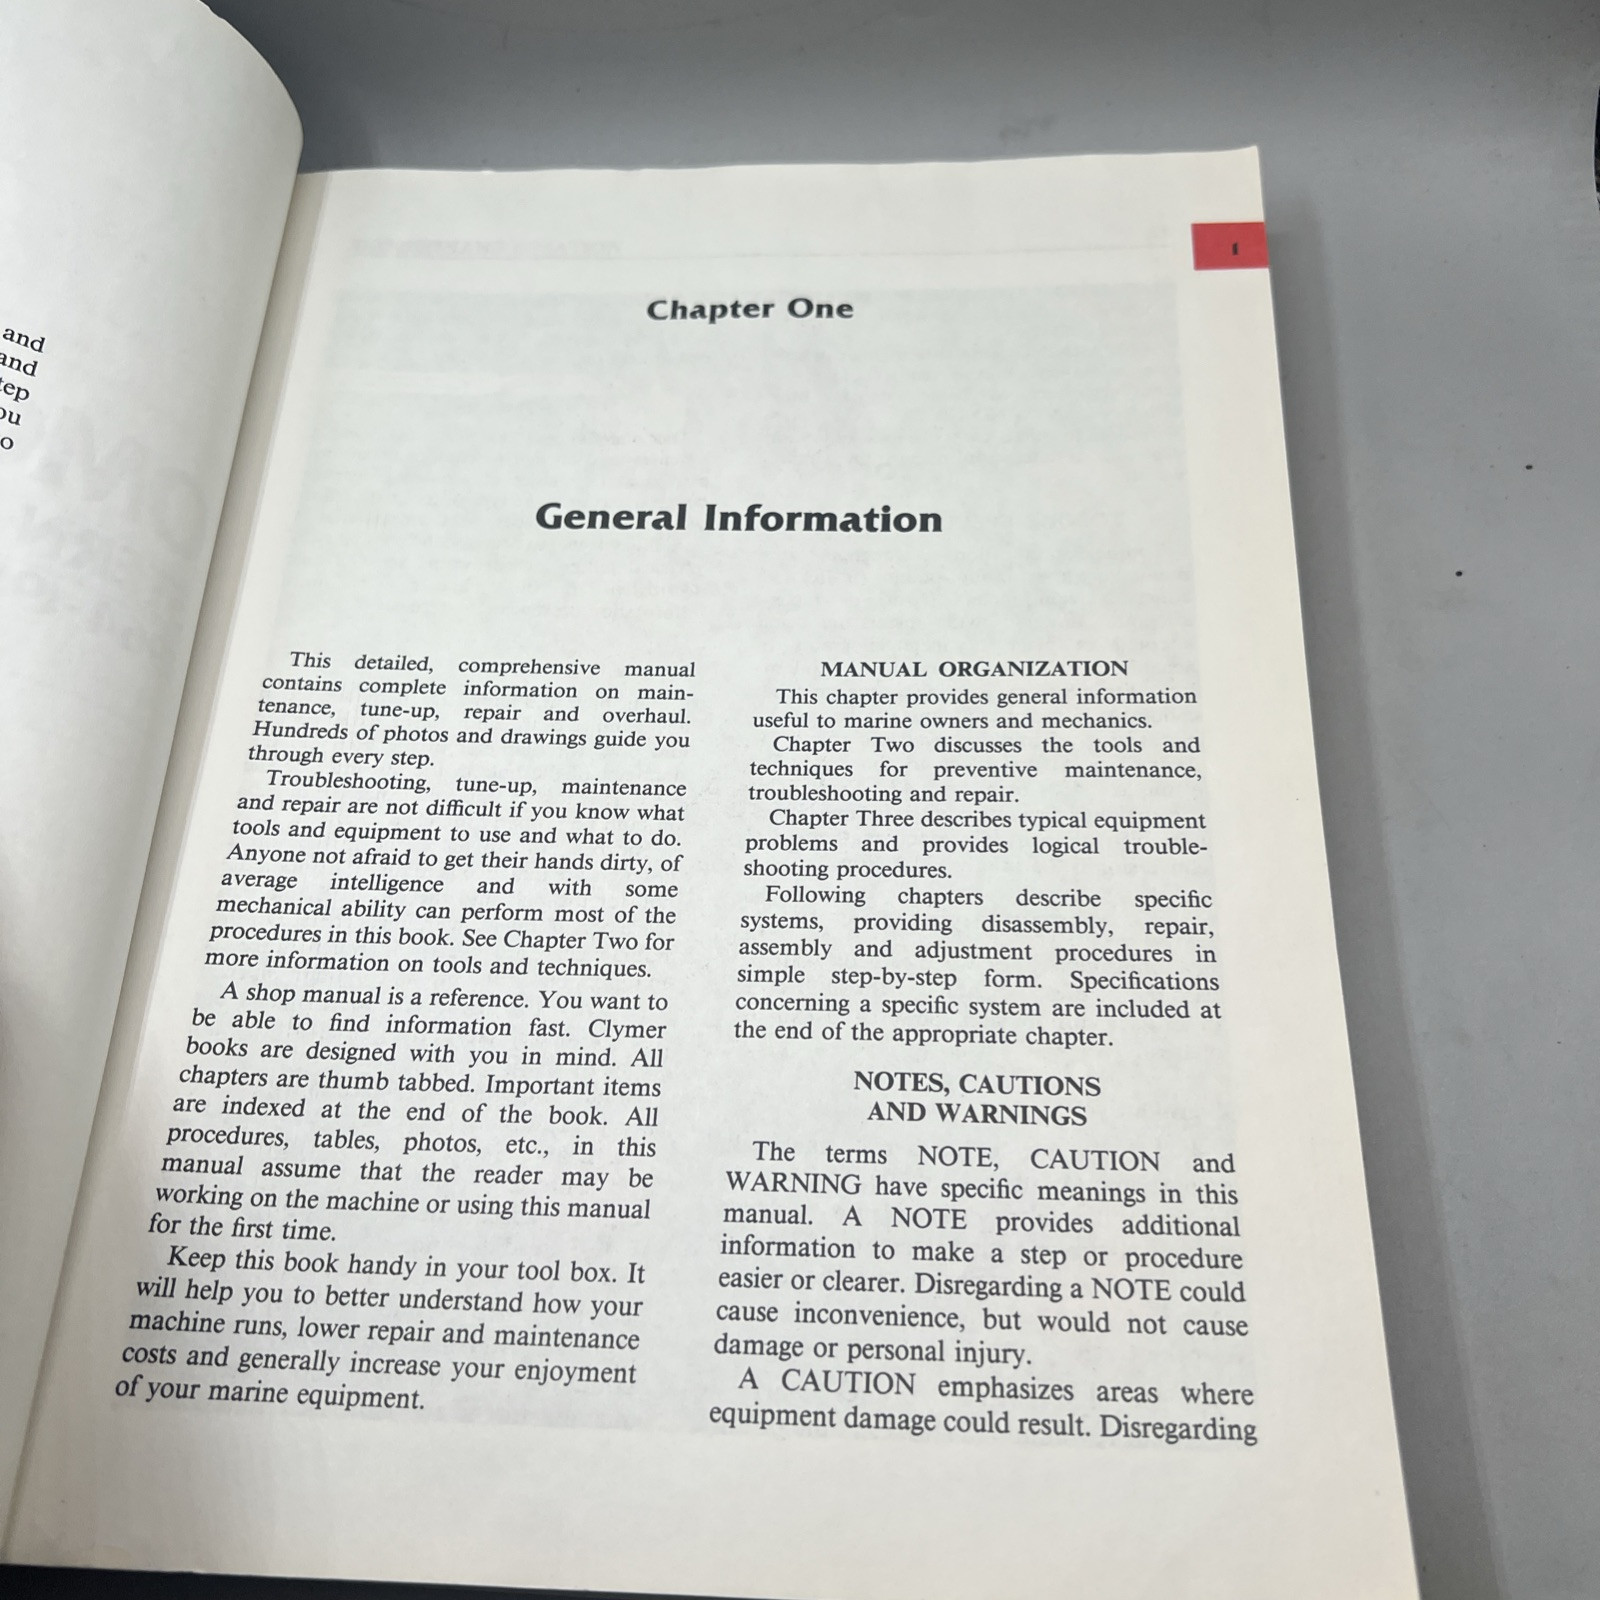 and
and
1
Chapter One
General Information
This detailed, comprehensive manual
contains complete information on main-
tenance, tune-up, repair and overhaul.
Hundreds of photos and drawings guide you
through every step.
Troubleshooting, tune-up, maintenance
and repair are not difficult if you know what
tools and equipment to use and what to do.
Anyone not afraid to get their hands dirty, of
average intelligence and with some
mechanical ability can perform most of the
procedures in this book. See Chapter Two for
more information on tools and techniques.
A shop manual is a reference. You want to
be able to find information fast. Clymer
books are designed with you in mind. All
chapters are thumb tabbed. Important items
are indexed at the end of the book. All
procedures, tables, photos, etc., in this
manual assume that the reader may be
working on the machine or using this manual
for the first time.
Keep this book handy in your tool box. It
will help you to better understand how your
machine runs, lower repair and maintenance
costs and generally increase your enjoyment
of your marine equipment.
MANUAL ORGANIZATION
This chapter provides general information
useful to marine owners and mechanics.
Chapter Two discusses the tools and
techniques for preventive maintenance,
troubleshooting and repair.
Chapter Three describes typical equipment
problems and provides logical trouble-
shooting procedures.
Following chapters describe specific
systems, providing disassembly, repair,
assembly and adjustment procedures in
simple step-by-step form. Specifications
concerning a specific system are included at
the end of the appropriate chapter.
NOTES, CAUTIONS
AND WARNINGS
The terms NOTE, CAUTION and
WARNING have specific meanings in this
manual. A NOTE provides additional
information to make a step or procedure
easier or clearer. Disregarding a NOTE could
cause inconvenience, but would not cause
damage or personal injury.
A CAUTION emphasizes areas where
equipment damage could result. Disregarding